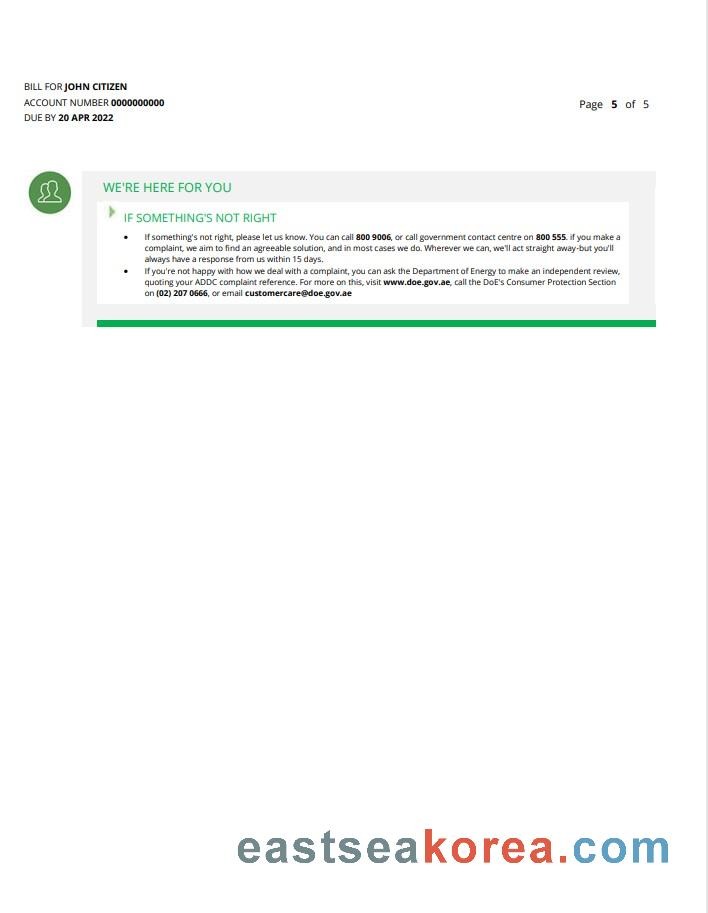 BILL FOR JOHN CITIZEN
ACCOUNT NUMBER 0000000000
Page 5 of 5
DUE BY 20 APR 2022
WE'RE HERE FOR YOU
IF SOMETHING'S NOT RIGHT
• If something's not right, please let us know. You can call 800 9006, or call government contact centre on 800 555. if you make a
complaint, we aim to find an agreeable solution, and in most cases we do. Wherever we can, we'll act straight away-but you'll
always have a response from us within 15 days.
• If you're not happy with how we deal with a complaint, you can ask the Department of Energy to make an independent review,
quoting your ADDC complaint reference. For more on this, visit www.doe.gov.ae, call the DoE's Consumer Protection Section
on (02) 207 0666, or email customercare@doe.gov.ae
eastseakorea.com